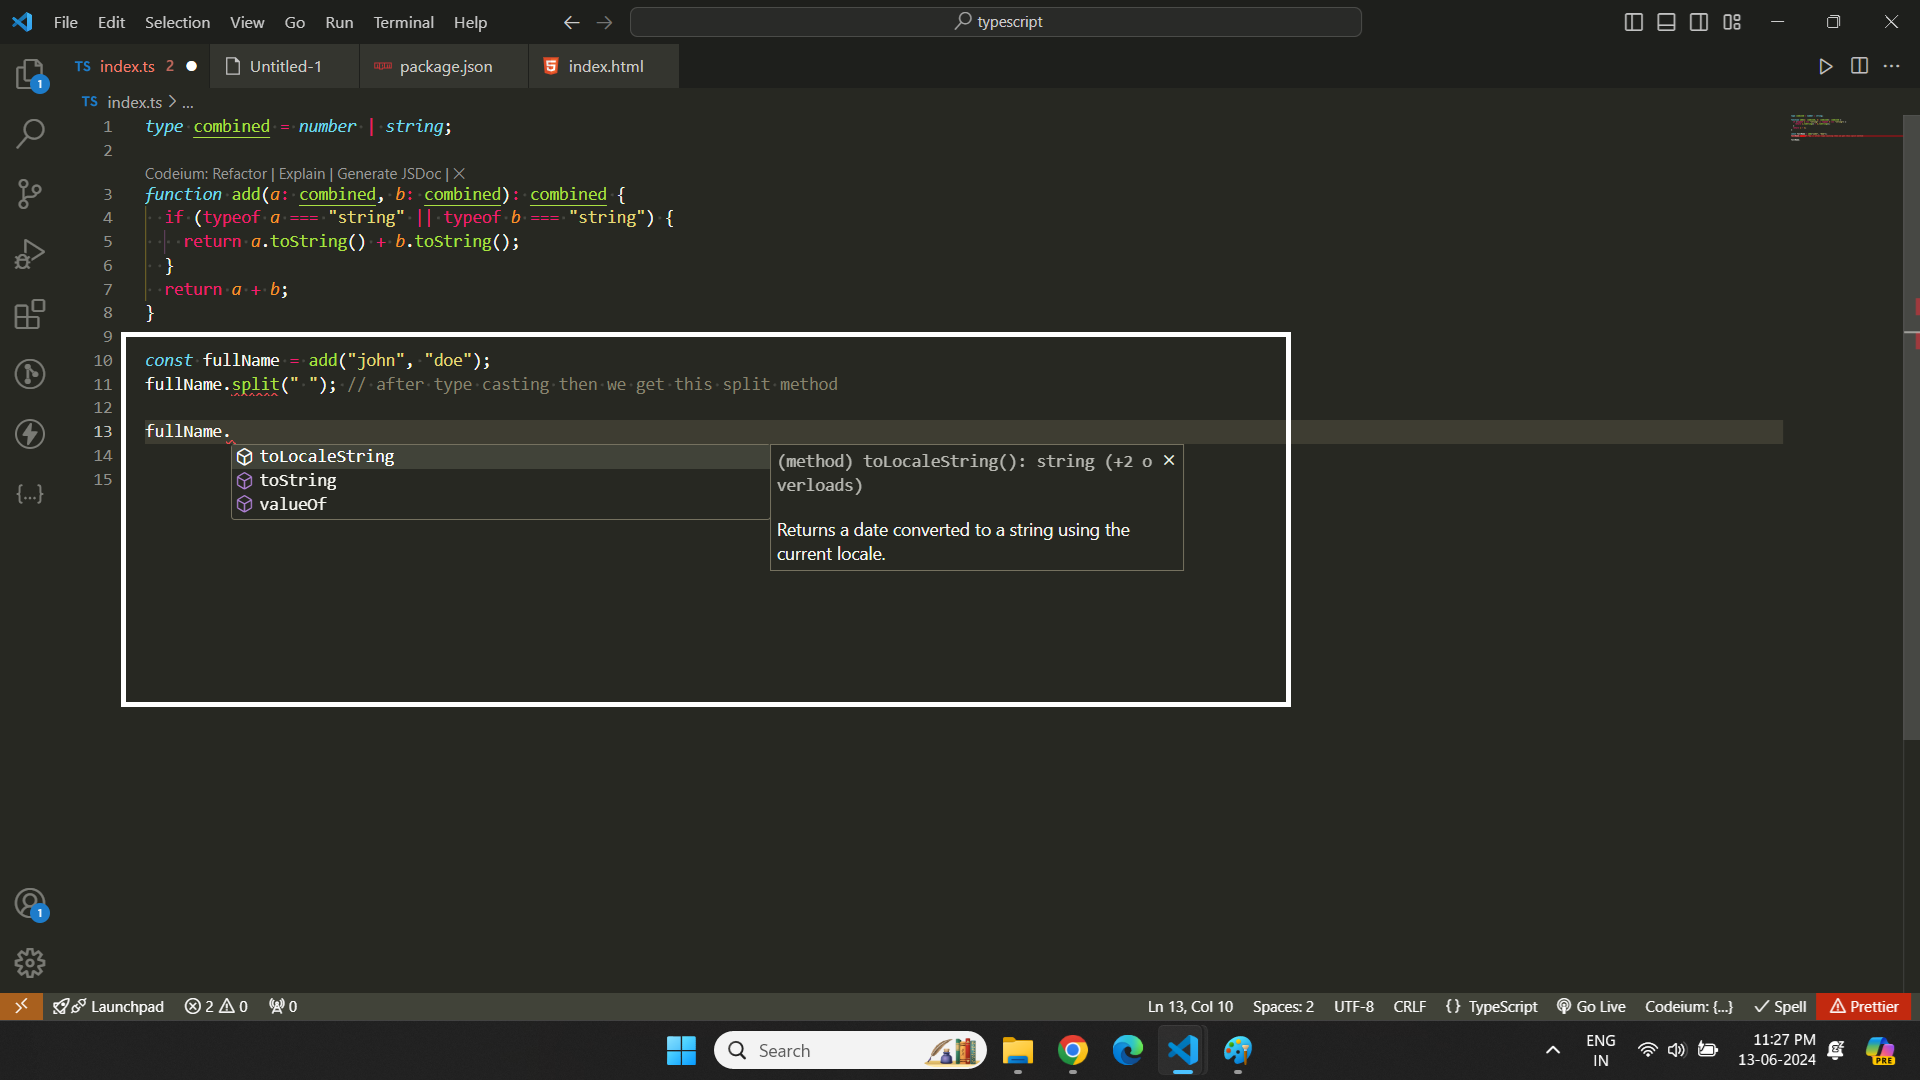 File Edit Selection View Go Run Terminal Help
typescript
TS index.ts 2 Untitled-1 package.json index.html
TS index.ts > ...
1 type combined = number | string;
2
Codeium: Refactor | Explain | Generate JSDoc | X
3 function add(a: combined, b: combined): combined {
4 if (typeof a === "string" || typeof b === "string") {
5 return a.toString() + b.toString();
6 }
7 return a + b;
8 }
9
10 const fullName = add("john", "doe");
11 fullName.split(" "); // after type casting then we get this split method
12
13 fullName.
14
15
toLocaleString
toString
valueOf
(method) toLocaleString(): string (+2 o
verloads)
Returns a date converted to a string using the
current locale.
1
1
Launchpad 2 0 0 Ln 13, Col 10 Spaces: 2 UTF-8 CRLF {} TypeScript Go Live Codeium: {...} Spell Prettier
Search
PRE
ENG
IN
11:27 PM
13-06-2024